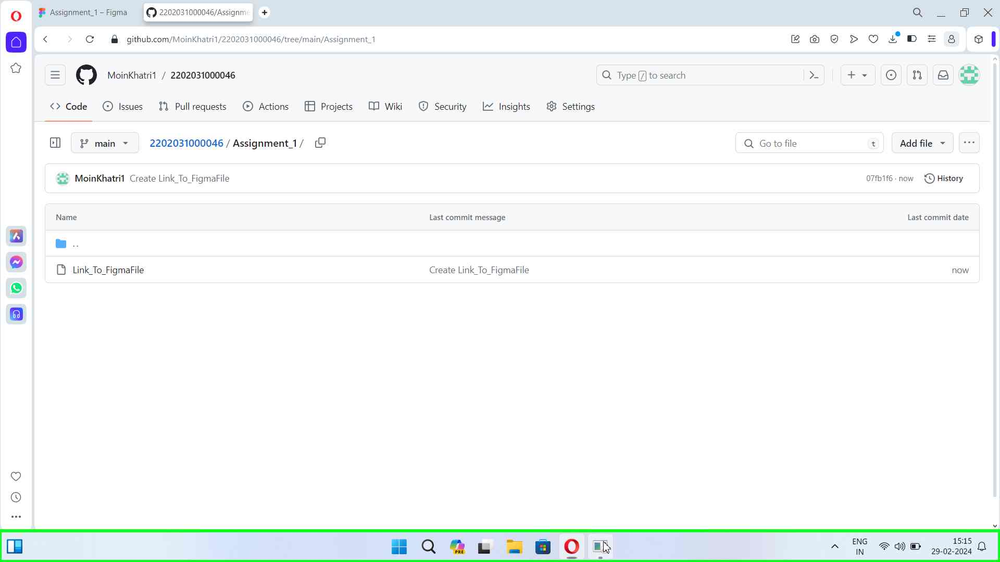 Assignment_1 – Figma
2202031000046/Assignme
github.com/MoinKhatri1/2202031000046/tree/main/Assignment_1
MoinKhatri1 / 2202031000046
Type / to search
Code
Issues
Pull requests
Actions
Projects
Wiki
Security
Insights
Settings
main
2202031000046 / Assignment_1 /
Go to file
t
Add file
MoinKhatri1 Create Link_To_FigmaFile
07fb1f6 · now
History
Name
Last commit message
Last commit date
..
Link_To_FigmaFile
Create Link_To_FigmaFile
now
PRE
ENG
IN
15:15
29-02-2024